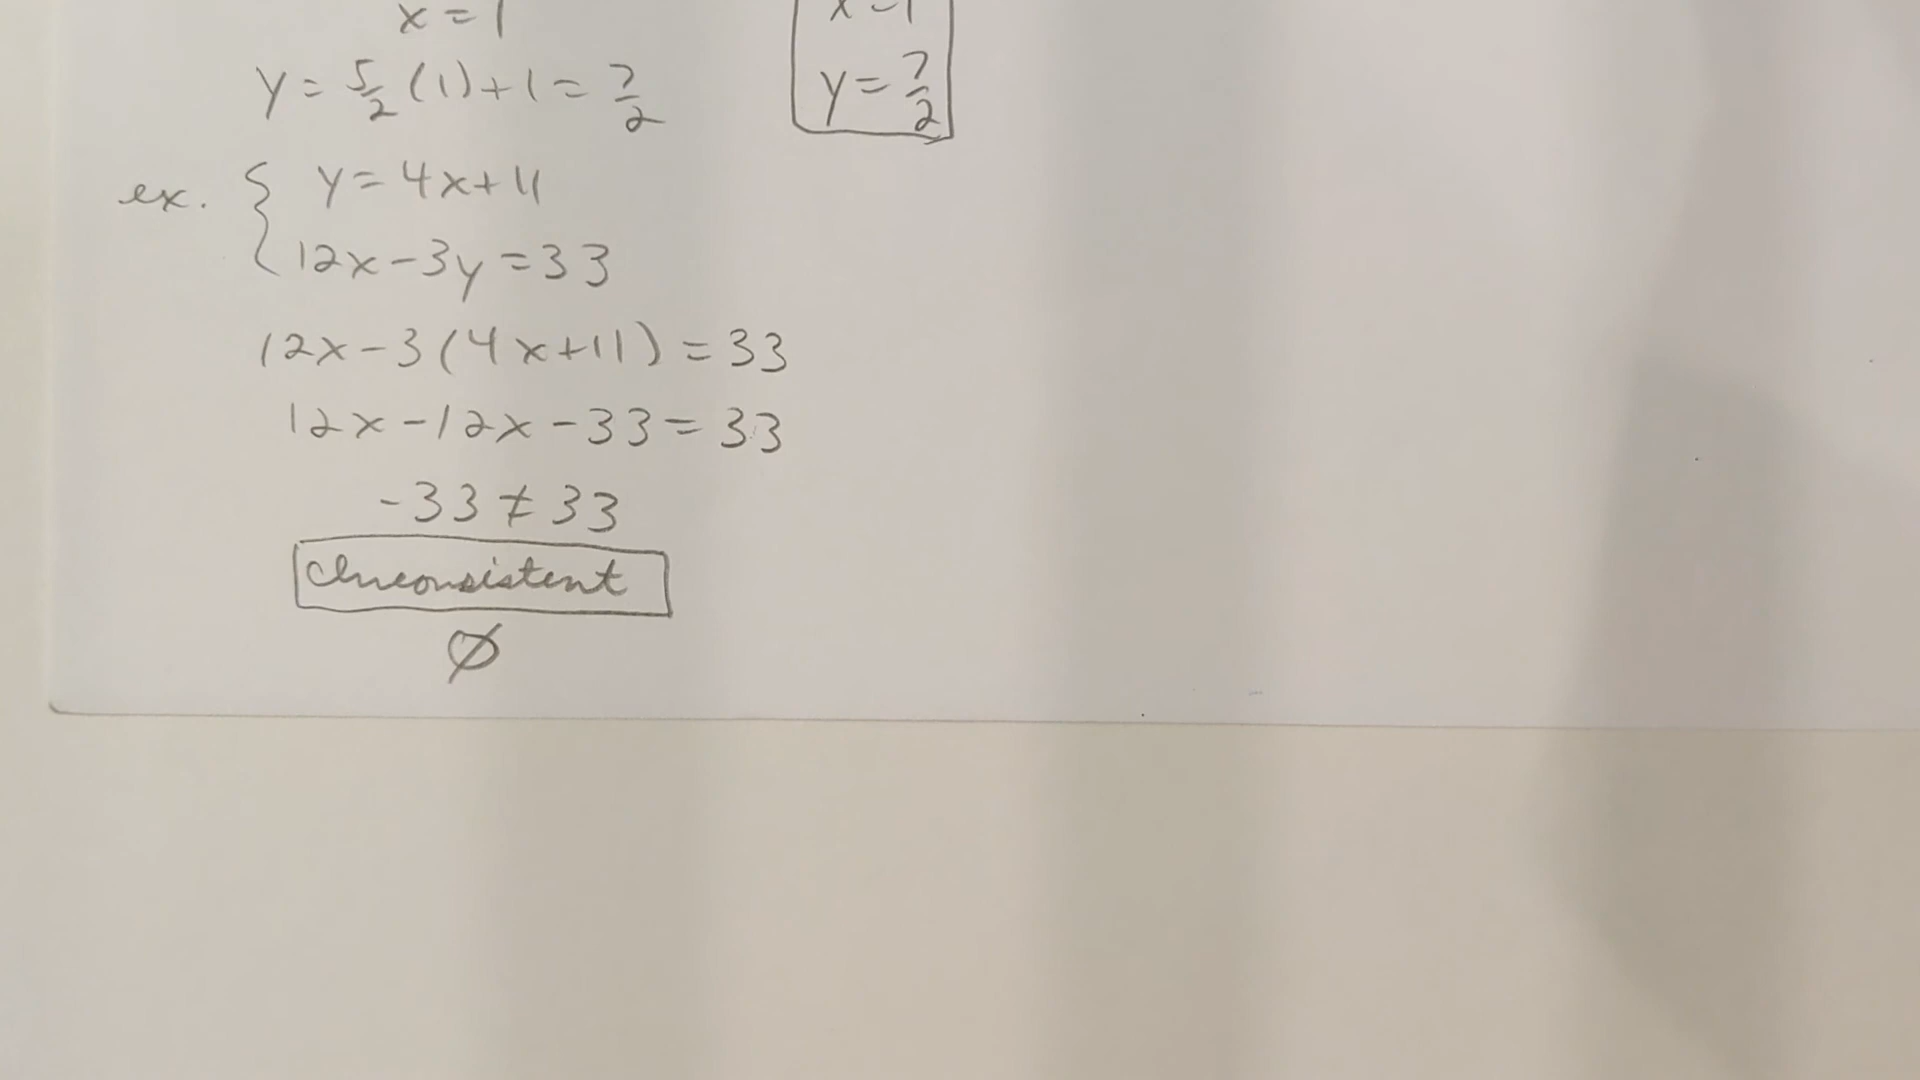 x = 1
x = 1
y = 5/2 (1) + 1 = 7/2
y = 7/2
ex. { y = 4x + 11
12x - 3y = 33
12x - 3(4x + 11) = 33
12x - 12x - 33 = 33
-33 ≠ 33
Inconsistent
∅